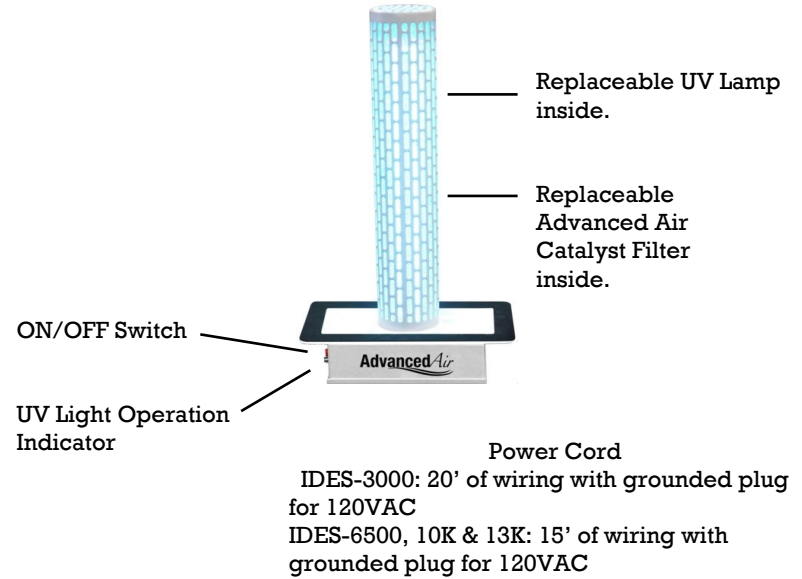 Replaceable UV Lamp
inside.
Replaceable
Advanced Air
Catalyst Filter
inside.
ON/OFF Switch
AdvancedAir
UV Light Operation
Indicator
Power Cord
IDES-3000: 20’ of wiring with grounded plug
for 120VAC
IDES-6500, 10K & 13K: 15’ of wiring with
grounded plug for 120VAC